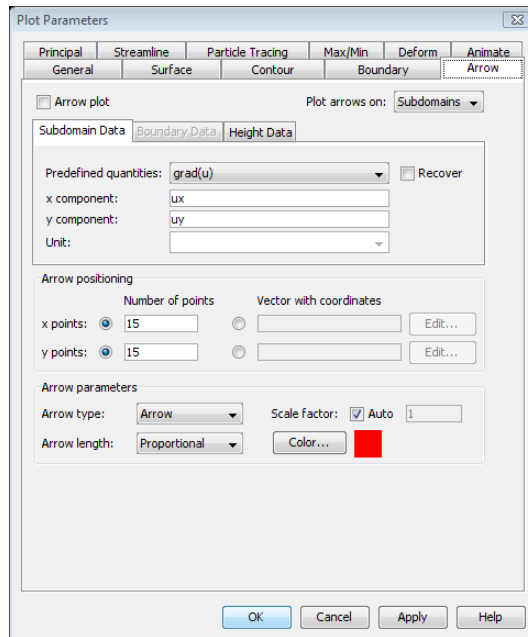 Plot Parameters
Principal Streamline Particle Tracing Max/Min Deform Animate
General Surface Contour Boundary Arrow
Arrow plot Plot arrows on: Subdomains
Subdomain Data Boundary Data Height Data
Predefined quantities: grad(u) Recover
x component: ux
y component: uy
Unit:
Arrow positioning
Number of points Vector with coordinates
x points: 15 Edit...
y points: 15 Edit...
Arrow parameters
Arrow type: Arrow Scale factor: Auto 1
Arrow length: Proportional Color...
OK Cancel Apply Help